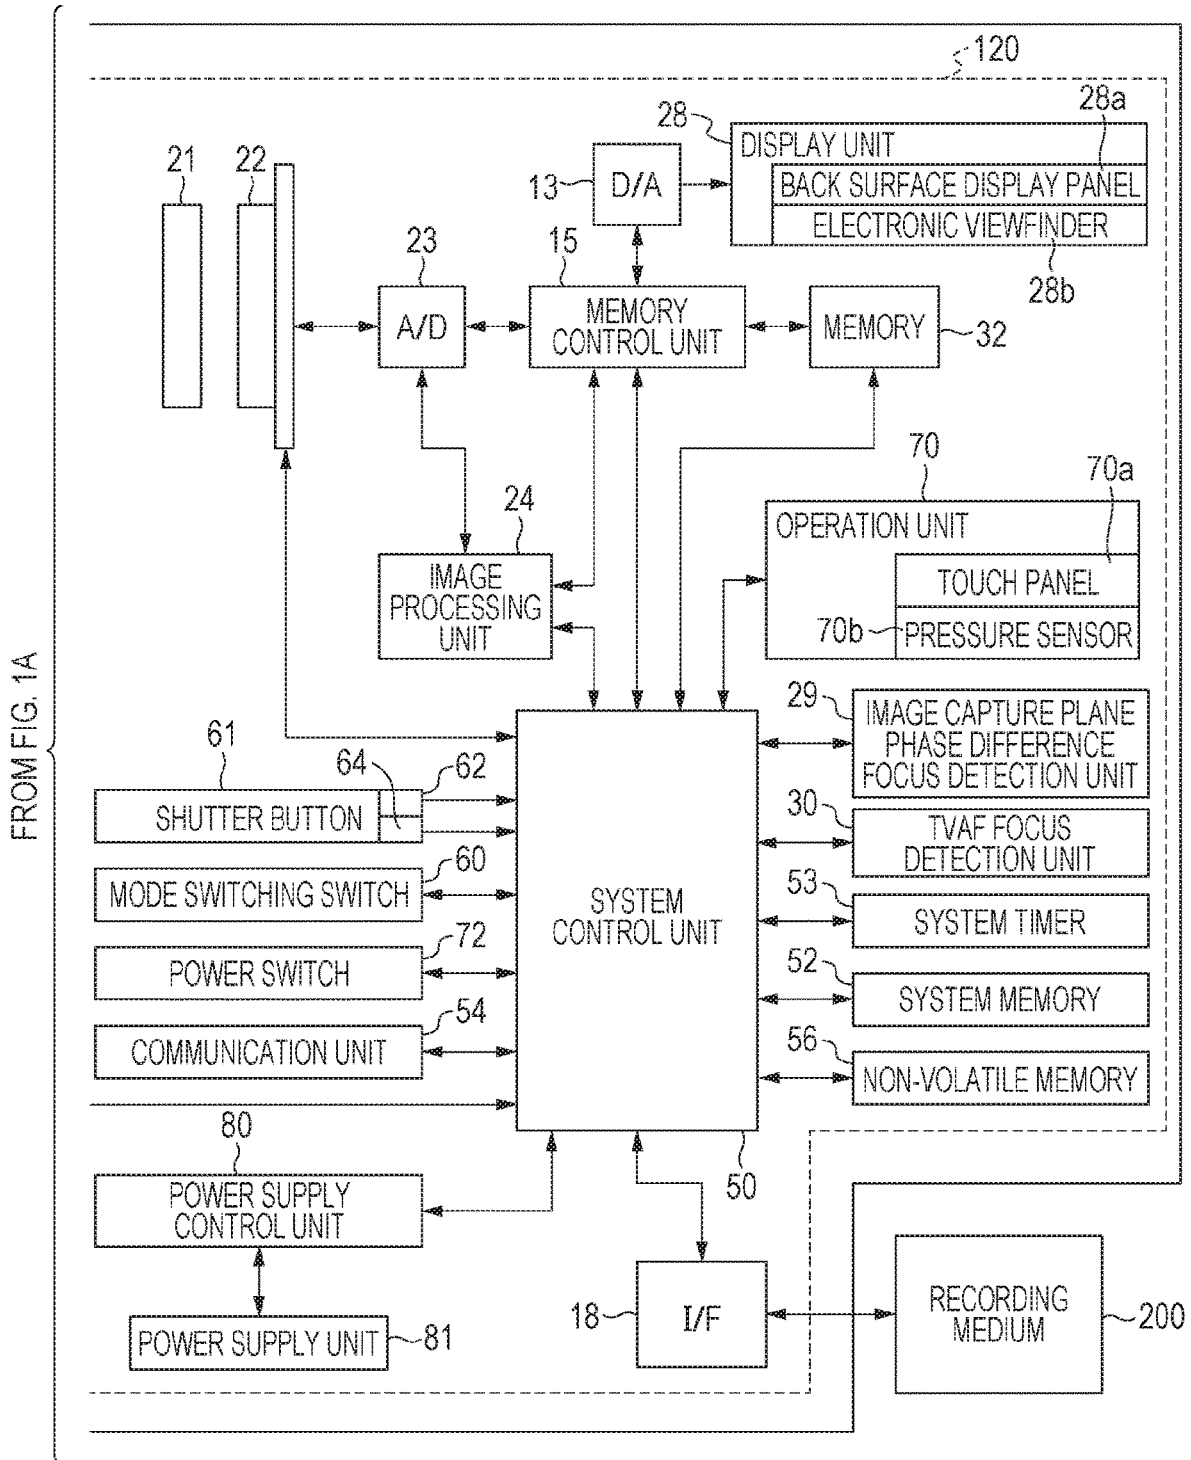 FROM FIG. 1A
120
28a
28
DISPLAY UNIT
BACK SURFACE DISPLAY PANEL
ELECTRONIC VIEWFINDER
28b
21
22
13
D/A
23
15
A/D
MEMORY
CONTROL UNIT
MEMORY
32
70
70a
OPERATION UNIT
TOUCH PANEL
70b
PRESSURE SENSOR
24
IMAGE
PROCESSING
UNIT
29
IMAGE CAPTURE PLANE
PHASE DIFFERENCE
FOCUS DETECTION UNIT
61
64
62
SHUTTER BUTTON
30
TVAF FOCUS
DETECTION UNIT
60
MODE SWITCHING SWITCH
SYSTEM
CONTROL UNIT
53
SYSTEM TIMER
72
POWER SWITCH
52
SYSTEM MEMORY
54
COMMUNICATION UNIT
56
NON-VOLATILE MEMORY
80
50
POWER SUPPLY
CONTROL UNIT
18
I/F
RECORDING
MEDIUM
200
POWER SUPPLY UNIT
81